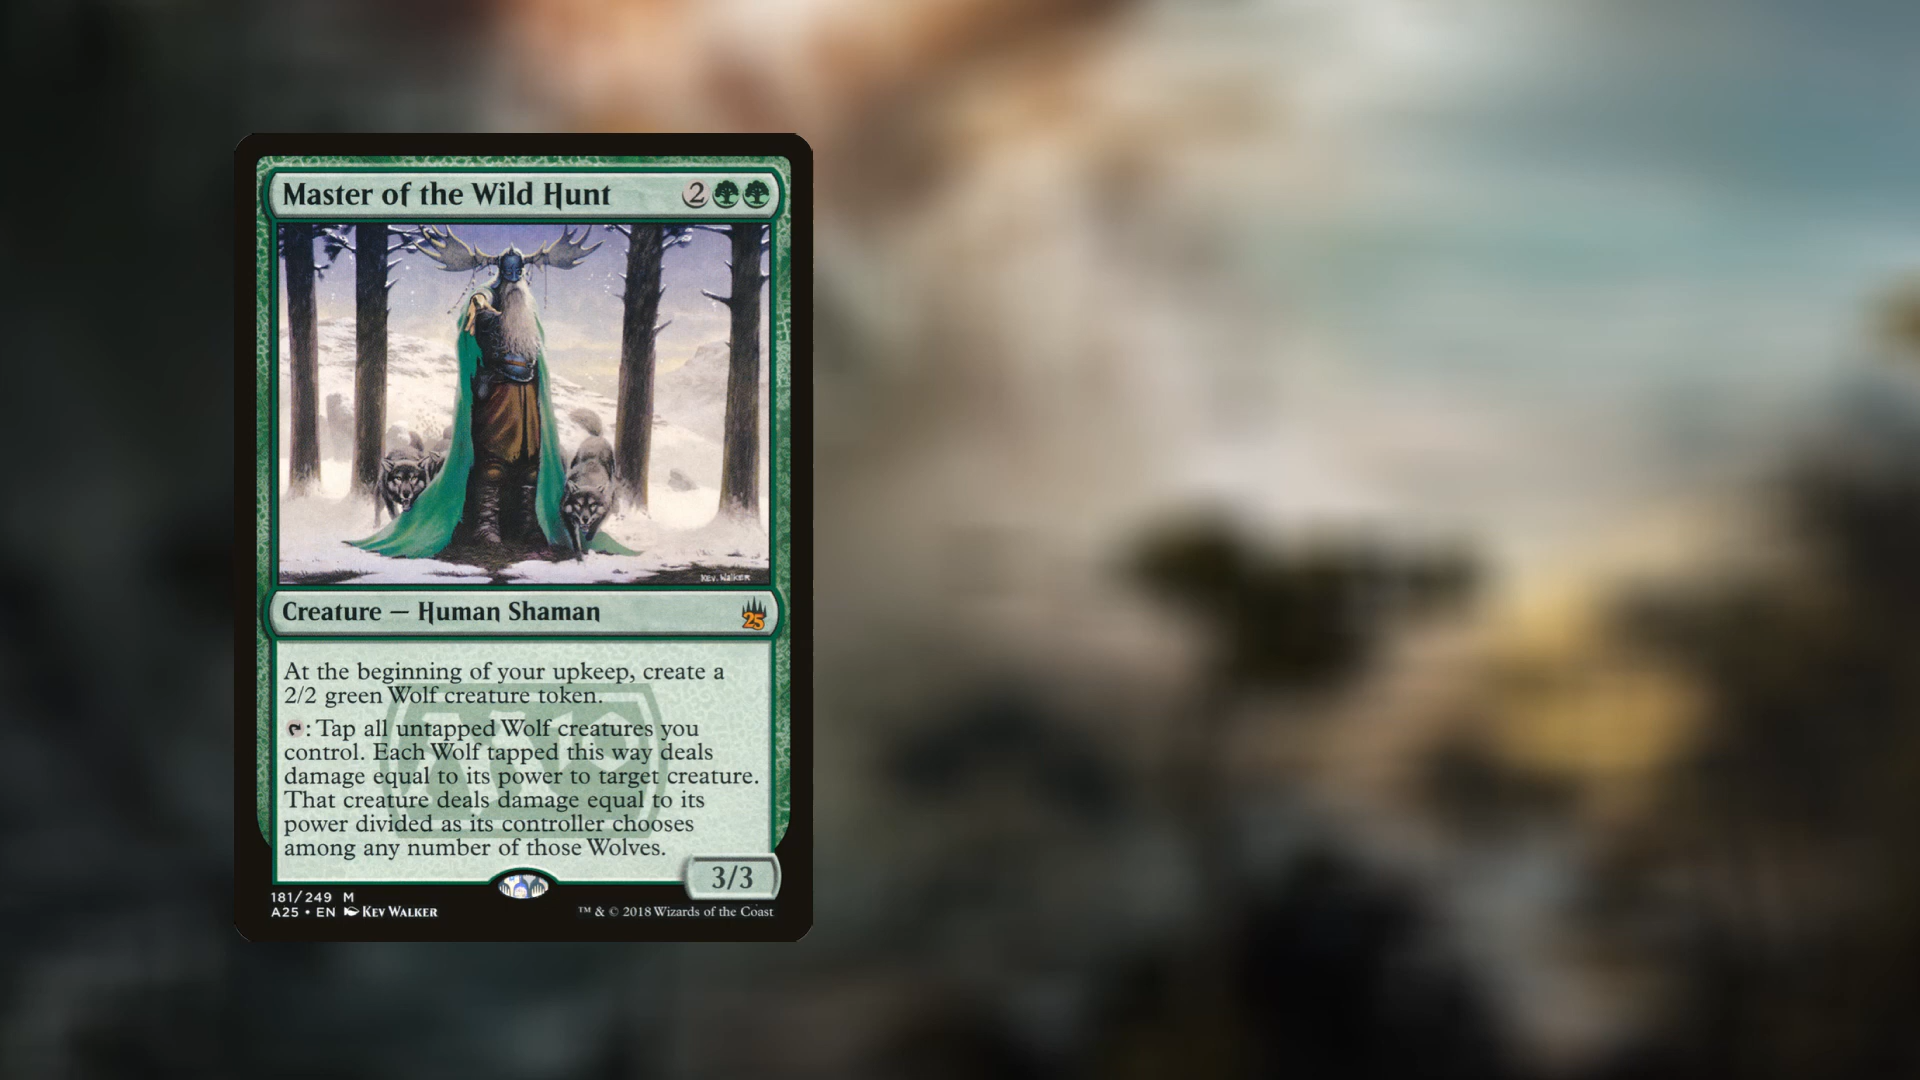 Master of the Wild Hunt 2
KEV. WALKER
Creature — Human Shaman
25
At the beginning of your upkeep, create a
2/2 green Wolf creature token.
: Tap all untapped Wolf creatures you
control. Each Wolf tapped this way deals
damage equal to its power to target creature.
That creature deals damage equal to its
power divided as its controller chooses
among any number of those Wolves.
3/3
181/249 M
A25 • EN KEV WALKER
™ & © 2018 Wizards of the Coast